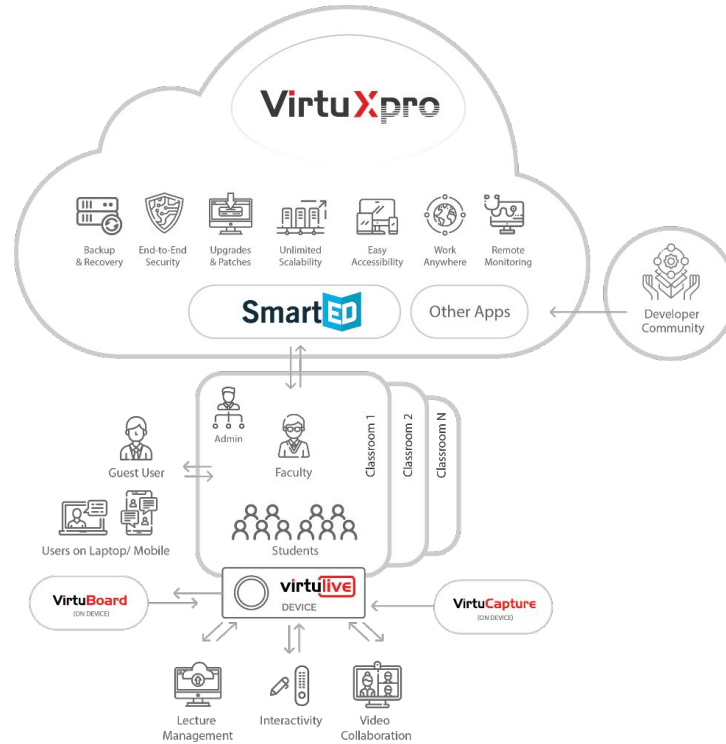 VirtuXpro
Backup
& Recovery
End-to-End
Security
Upgrades
& Patches
Unlimited
Scalability
Easy
Accessibility
Work
Anywhere
Remote
Monitoring
SmartED
Other Apps
Developer
Community
Admin
Faculty
Classroom 1
Classroom 2
Classroom N
Guest User
Users on Laptop/ Mobile
Students
VirtuBoard
(ON DEVICE)
virtulive
DEVICE
VirtuCapture
(ON DEVICE)
Lecture
Management
Interactivity
Video
Collaboration